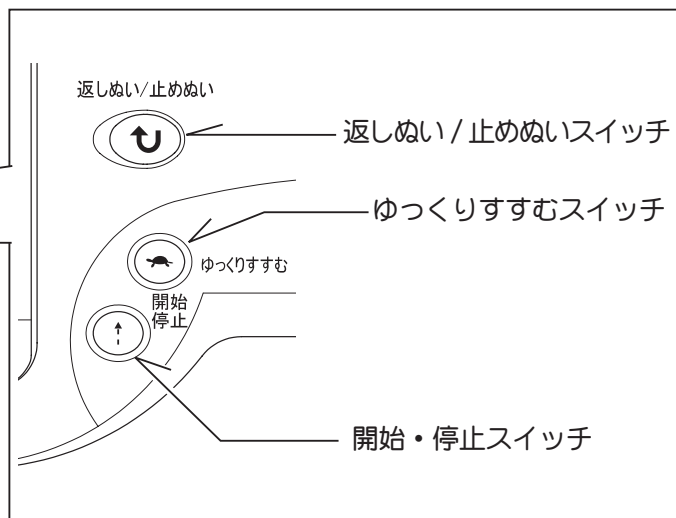 返しぬい/止めぬい
返しぬい / 止めぬいスイッチ
ゆっくりすすむスイッチ
ゆっくりすすむ
開始
停止
開始・停止スイッチ